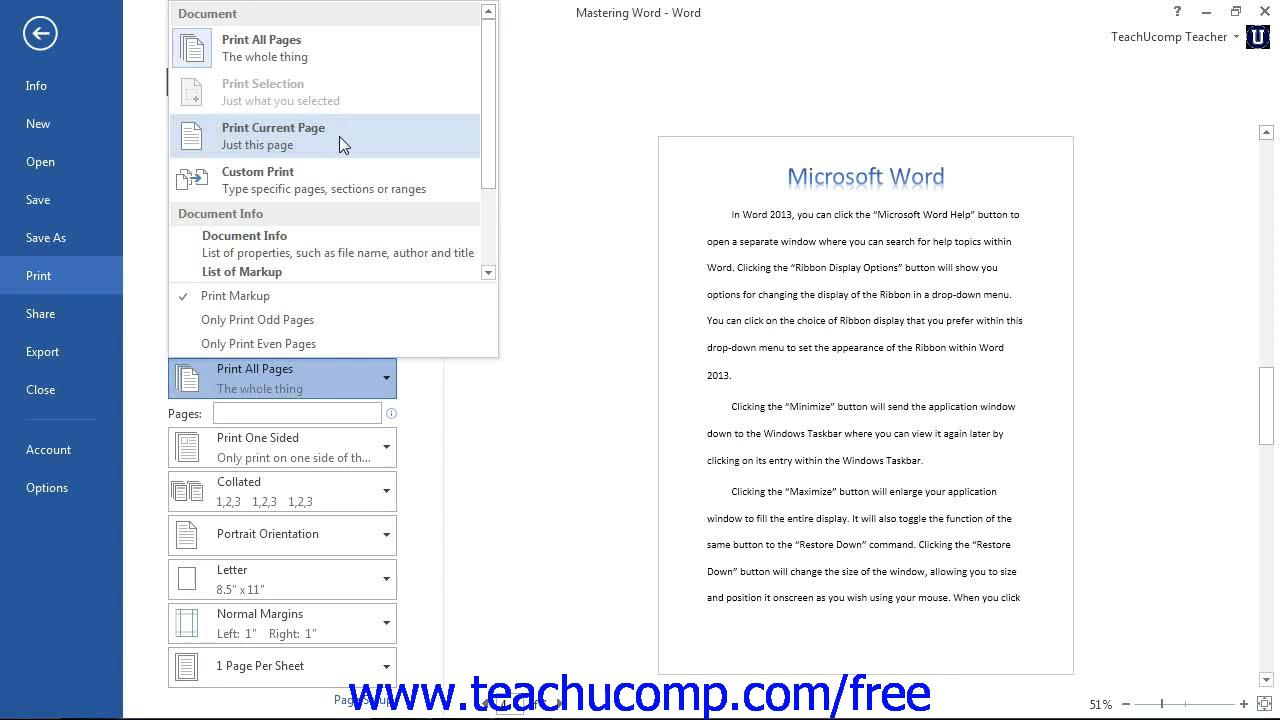 Mastering Word - Word
TeachUcomp Teacher
Info
New
Open
Save
Save As
Print
Share
Export
Close
Account
Options
Document
Print All Pages
The whole thing
Print Selection
Just what you selected
Print Current Page
Just this page
Custom Print
Type specific pages, sections or ranges
Document Info
Document Info
List of properties, such as file name, author and title
List of Markup
Print Markup
Only Print Odd Pages
Only Print Even Pages
Print All Pages
The whole thing
Pages:
Print One Sided
Only print on one side of th...
Collated
1,2,3 1,2,3 1,2,3
Portrait Orientation
Letter
8.5" x 11"
Normal Margins
Left: 1" Right: 1"
1 Page Per Sheet
Microsoft Word
In Word 2013, you can click the “Microsoft Word Help” button to
open a separate window where you can search for help topics within
Word. Clicking the “Ribbon Display Options” button will show you
options for changing the display of the Ribbon in a drop-down menu.
You can click on the choice of Ribbon display that you prefer within this
drop-down menu to set the appearance of the Ribbon within Word
2013.
Clicking the “Minimize” button will send the application window
down to the Windows Taskbar where you can view it again later by
clicking on its entry within the Windows Taskbar.
Clicking the “Maximize” button will enlarge your application
window to fill the entire display. It will also toggle the function of the
same button to the “Restore Down” command. Clicking the “Restore
Down” button will change the size of the window, allowing you to size
and position it onscreen as you wish using your mouse. When you click
51%
www.teachucomp.com/free